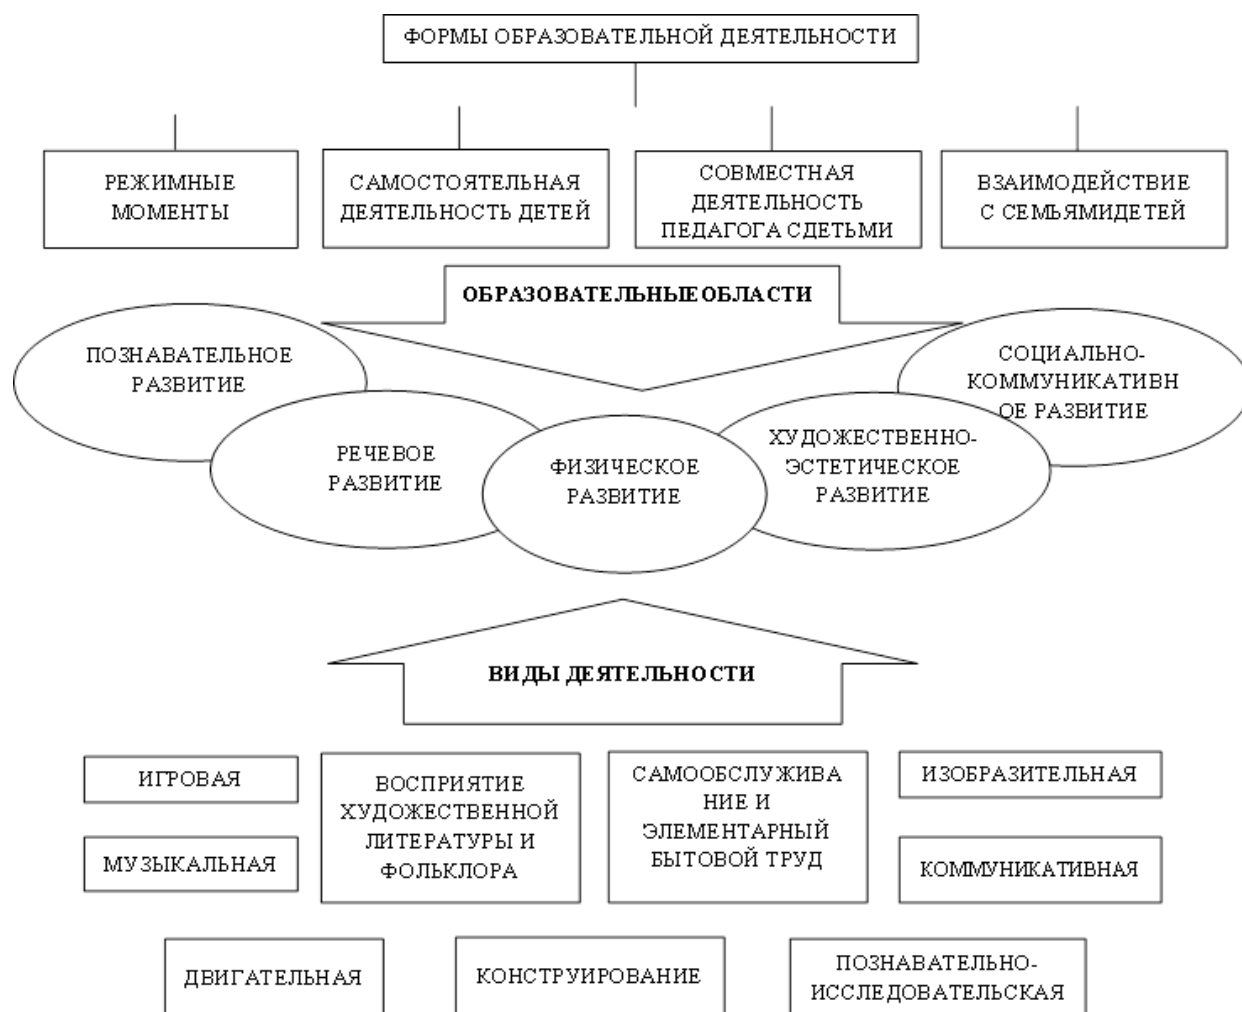 ФОРМЫ ОБРАЗОВАТЕЛЬНОЙ ДЕЯТЕЛЬНОСТИ
РЕЖИМНЫЕ
МОМЕНТЫ
САМОСТОЯТЕЛЬНАЯ
ДЕЯТЕЛЬНОСТЬ ДЕТЕЙ
СОВМЕСТНАЯ
ДЕЯТЕЛЬНОСТЬ
ПЕДАГОГА СДЕТЬМИ
ВЗАИМОДЕЙСТВИЕ
С СЕМЬЯМИДЕТЕЙ
ОБРАЗОВАТЕЛЬНЫЕОБЛАСТИ
ПОЗНАВАТЕЛЬНОЕ
РАЗВИТИЕ
РЕЧЕВОЕ
РАЗВИТИЕ
ФИЗИЧЕСКОЕ
РАЗВИТИЕ
ХУДОЖЕСТВЕННО-
ЭСТЕТИЧЕСКОЕ
РАЗВИТИЕ
СОЦИАЛЬНО-
КОММУНИКАТИВН
ОЕ РАЗВИТИЕ
ВИДЫ ДЕЯТЕЛЬНОСТИ
ИГРОВАЯ
МУЗЫКАЛЬНАЯ
ВОСПРИЯТИЕ
ХУДОЖЕСТВЕННОЙ
ЛИТЕРАТУРЫ И
ФОЛЬКЛОРА
САМООБСЛУЖИВА
НИЕ И
ЭЛЕМЕНТАРНЫЙ
БЫТОВОЙ ТРУД
ИЗОБРАЗИТЕЛЬНАЯ
КОММУНИКАТИВНАЯ
ДВИГАТЕЛЬНАЯ
КОНСТРУИРОВАНИЕ
ПОЗНАВАТЕЛЬНО-
ИССЛЕДОВАТЕЛЬСКАЯ